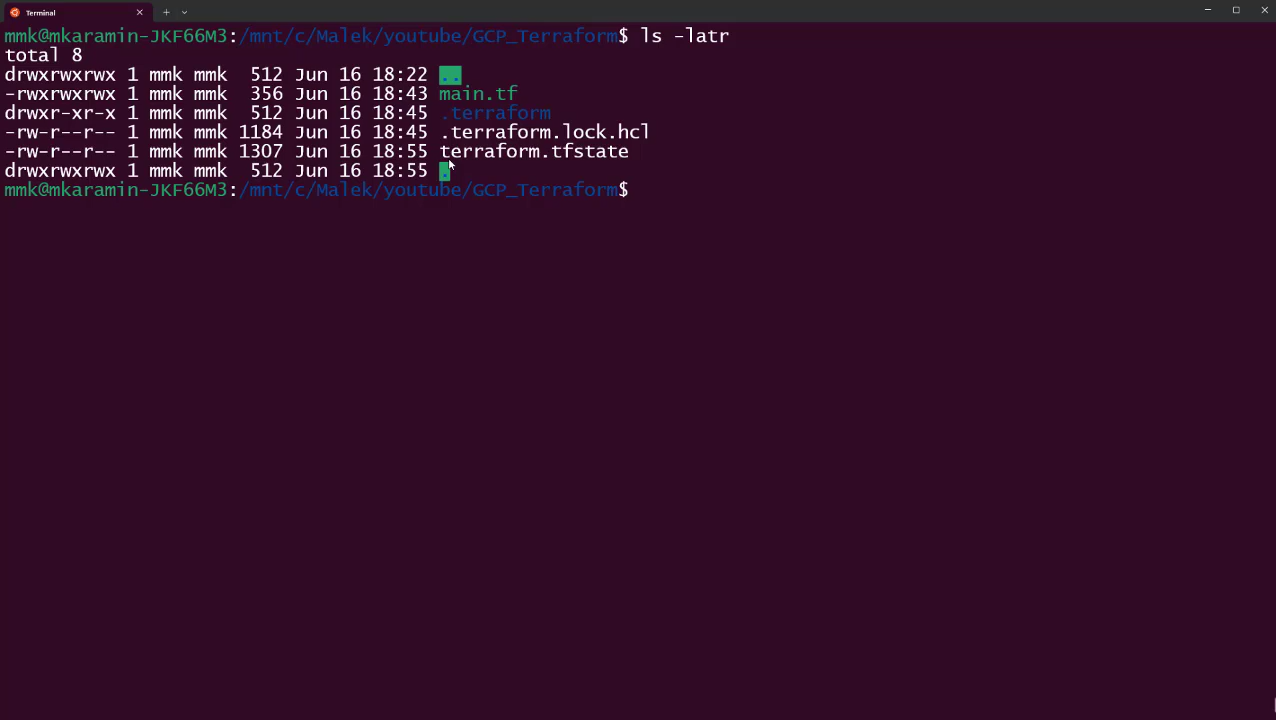 Terminal
mmk@mkaramin-JKF66M3:/mnt/c/Malek/youtube/GCP_Terraform$ ls -latr
total 8
drwxrwxrwx 1 mmk mmk  512 Jun 16 18:22 ..
-rwxrwxrwx 1 mmk mmk  356 Jun 16 18:43 main.tf
drwxr-xr-x 1 mmk mmk  512 Jun 16 18:45 .terraform
-rw-r--r-- 1 mmk mmk 1184 Jun 16 18:45 .terraform.lock.hcl
-rw-r--r-- 1 mmk mmk 1307 Jun 16 18:55 terraform.tfstate
drwxrwxrwx 1 mmk mmk  512 Jun 16 18:55 .
mmk@mkaramin-JKF66M3:/mnt/c/Malek/youtube/GCP_Terraform$